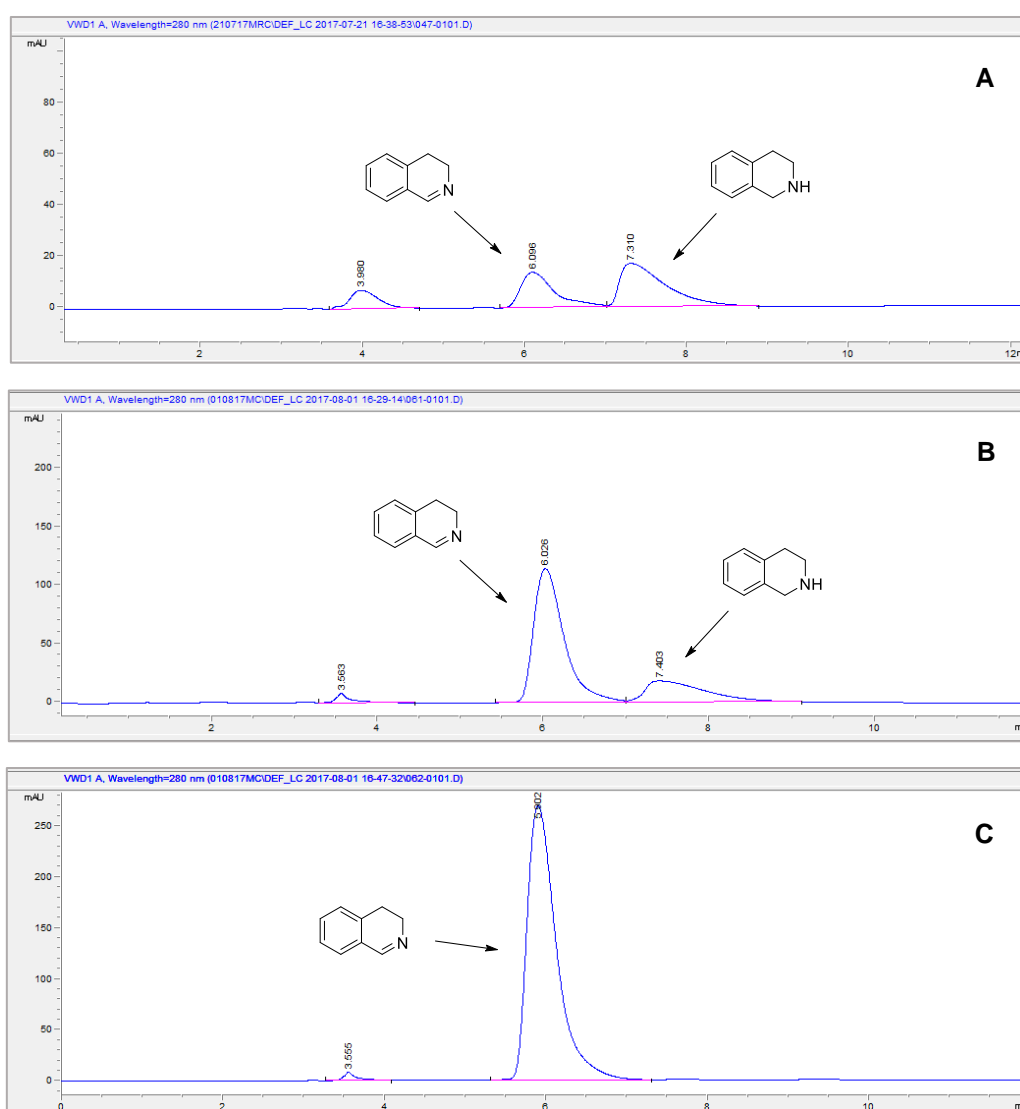 VWD1 A, Wavelength=280 nm (210717MRC\DEF_LC 2017-07-21 16-38-53\047-0101.D)
mAU
A
80
60
40
20
0
N
NH
3.980
6.096
7.310
2 4 6 8 10 12
VWD1 A, Wavelength=280 nm (010817MC\DEF_LC 2017-08-01 16-29-14\061-0101.D)
mAU
B
200
150
100
50
0
N
NH
3.563
6.026
7.403
2 4 6 8 10
VWD1 A, Wavelength=280 nm (010817MC\DEF_LC 2017-08-01 16-47-32\062-0101.D)
mAU
C
250
200
150
100
50
0
N
3.555
0 2 4 6 8 10